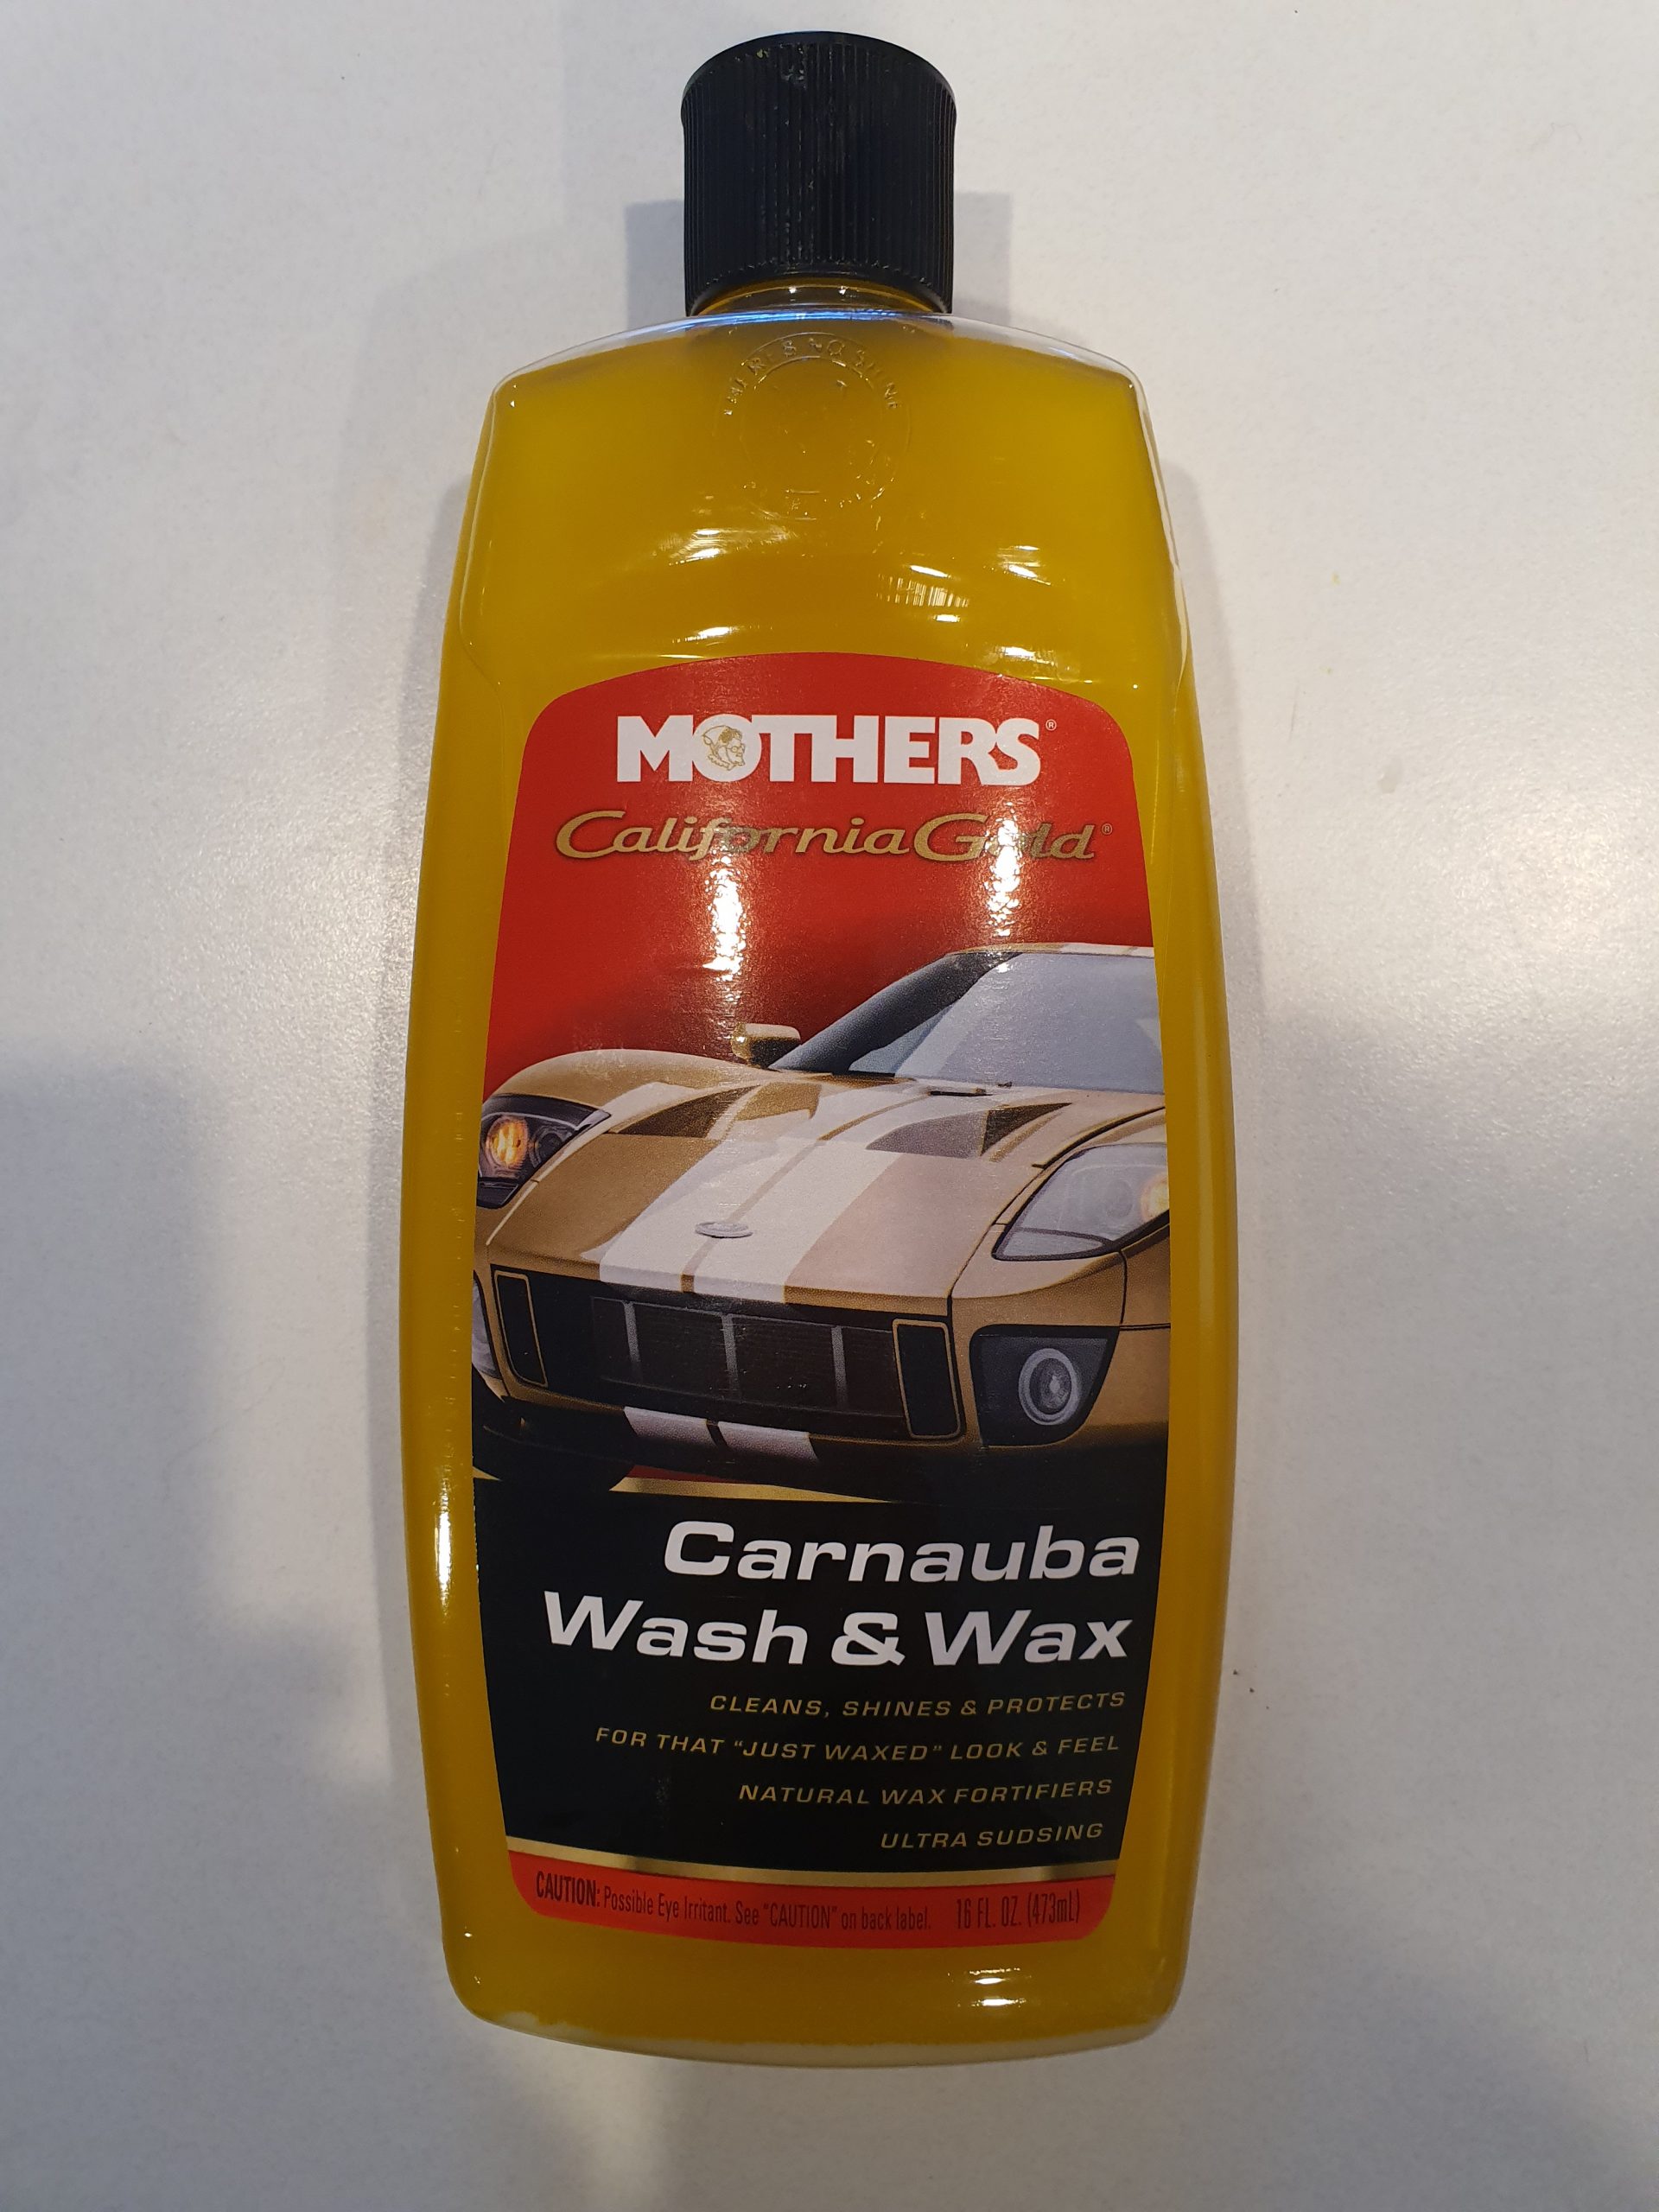 MOTHERS®
California Gold®
Carnauba
Wash & Wax
CLEANS, SHINES & PROTECTS
FOR THAT “JUST WAXED” LOOK & FEEL
NATURAL WAX FORTIFIERS
ULTRA SUDSING
CAUTION: Possible Eye Irritant. See "CAUTION" on back label. 16 FL. OZ. (473mL)